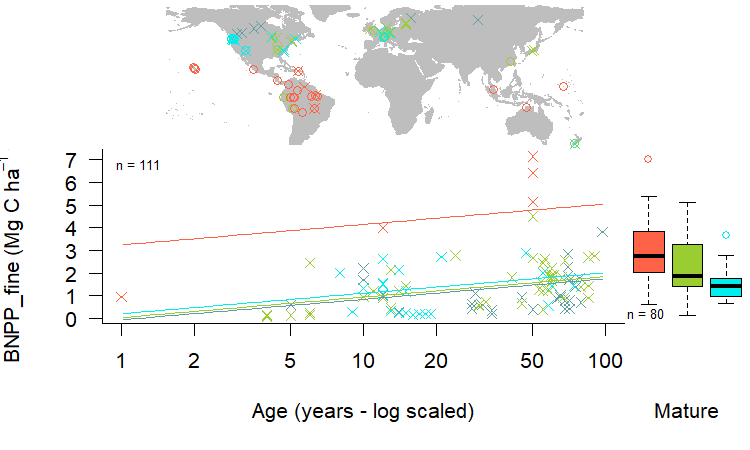 n = 111
BNPP_fine (Mg C ha⁻¹
7
6
5
4
3
2
1
0
n = 80
1 2 5 10 20 50 100
Age (years - log scaled) Mature